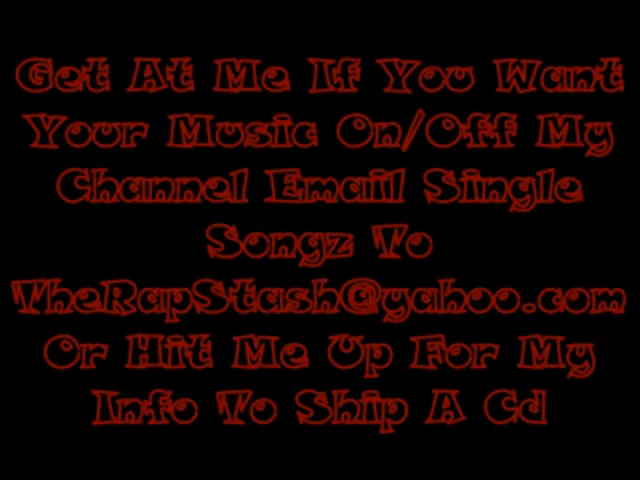 Get At Me If You Want
Your Music On/Off My
Channel Email Single
Songz To
TheRapStash@yahoo.com
Or Hit Me Up For My
Info To Ship A Cd